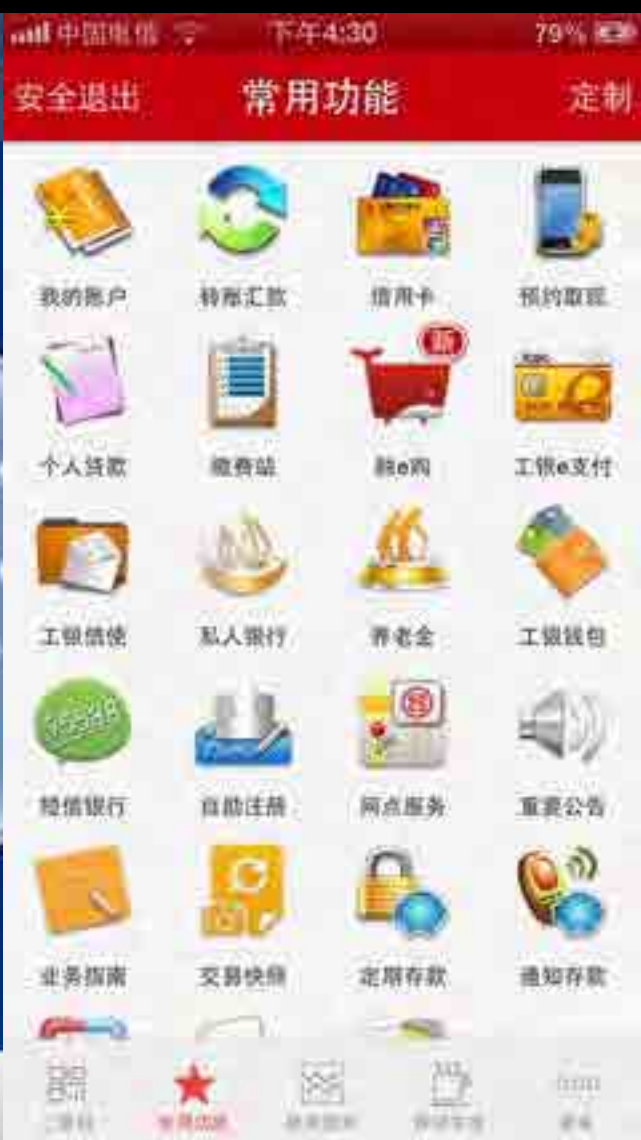 中国电信 下午4:30 79%
安全退出 常用功能 定制
我的账户 转账汇款 信用卡 预约取现
个人贷款 缴费站 融e购 工银e支付
新
工银信使 私人银行 养老金 工银钱包
95588
短信银行 自助注册 网点服务 重要公告
业务指南 交易快照 定期存款 通知存款
常用功能